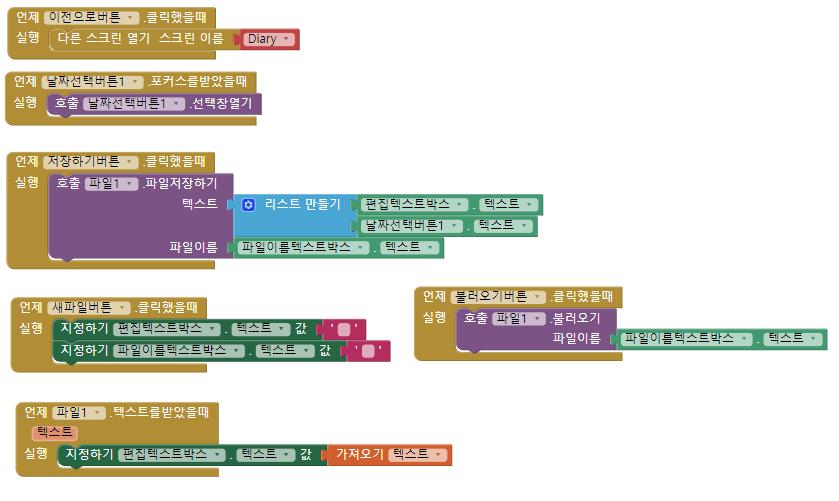 언제 이전으로버튼 .클릭했을때
실행 다른 스크린 열기 스크린 이름 Diary
언제 날짜선택버튼1 .포커스를받았을때
실행 호출 날짜선택버튼1 .선택창열기
언제 저장하기버튼 .클릭했을때
실행 호출 파일1 .파일저장하기
텍스트 리스트 만들기 편집텍스트박스 . 텍스트
날짜선택버튼1 . 텍스트
파일이름 파일이름텍스트박스 . 텍스트
언제 새파일버튼 .클릭했을때
실행 지정하기 편집텍스트박스 . 텍스트 값 ' '
지정하기 파일이름텍스트박스 . 텍스트 값 ' '
언제 불러오기버튼 .클릭했을때
실행 호출 파일1 .불러오기
파일이름 파일이름텍스트박스 . 텍스트
언제 파일1 .텍스트를받았을때
텍스트
실행 지정하기 편집텍스트박스 . 텍스트 값 가져오기 텍스트